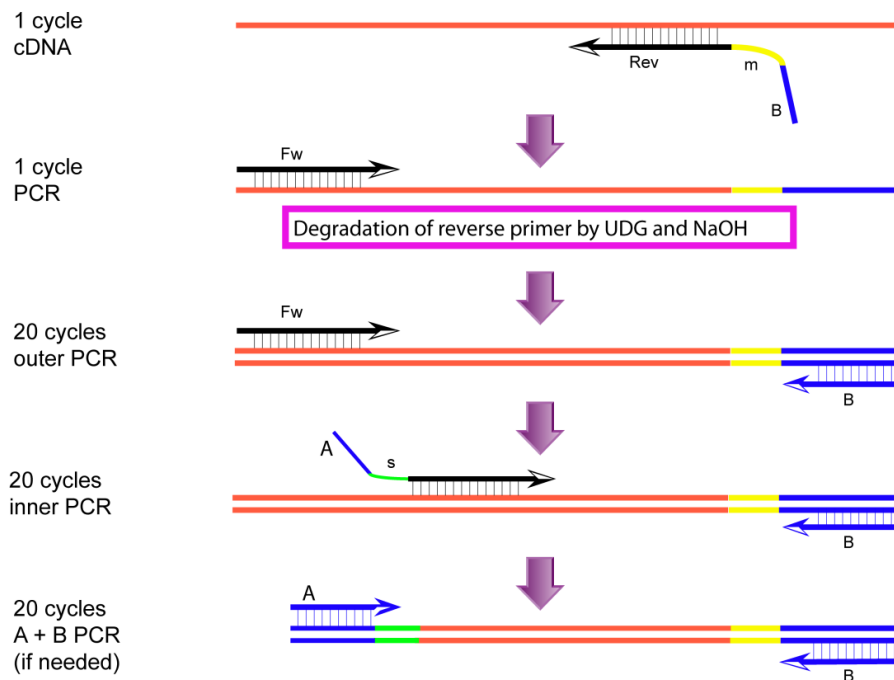 1 cycle
cDNA
Rev
m
B
1 cycle
PCR
Fw
Degradation of reverse primer by UDG and NaOH
20 cycles
outer PCR
Fw
B
20 cycles
inner PCR
A
s
B
20 cycles
A + B PCR
(if needed)
A
B